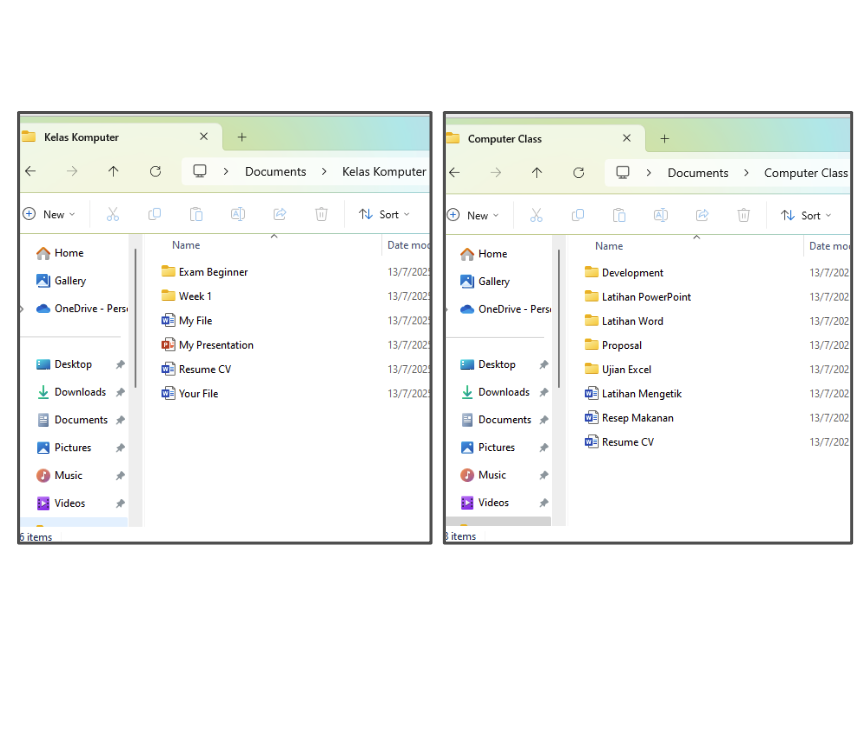 Kelas Komputer
Documents > Kelas Komputer
New
Sort
Name
Date mod
Home
Gallery
OneDrive - Perso
Desktop
Downloads
Documents
Pictures
Music
Videos
Exam Beginner 13/7/2025
Week 1 13/7/2025
My File 13/7/2025
My Presentation 13/7/2025
Resume CV 13/7/2025
Your File 13/7/2025
6 items
Computer Class
Documents > Computer Class
New
Sort
Name
Date mo
Home
Gallery
OneDrive - Perso
Desktop
Downloads
Documents
Pictures
Music
Videos
Development 13/7/202
Latihan PowerPoint 13/7/202
Latihan Word 13/7/202
Proposal 13/7/202
Ujian Excel 13/7/202
Latihan Mengetik 13/7/202
Resep Makanan 13/7/202
Resume CV 13/7/202
8 items